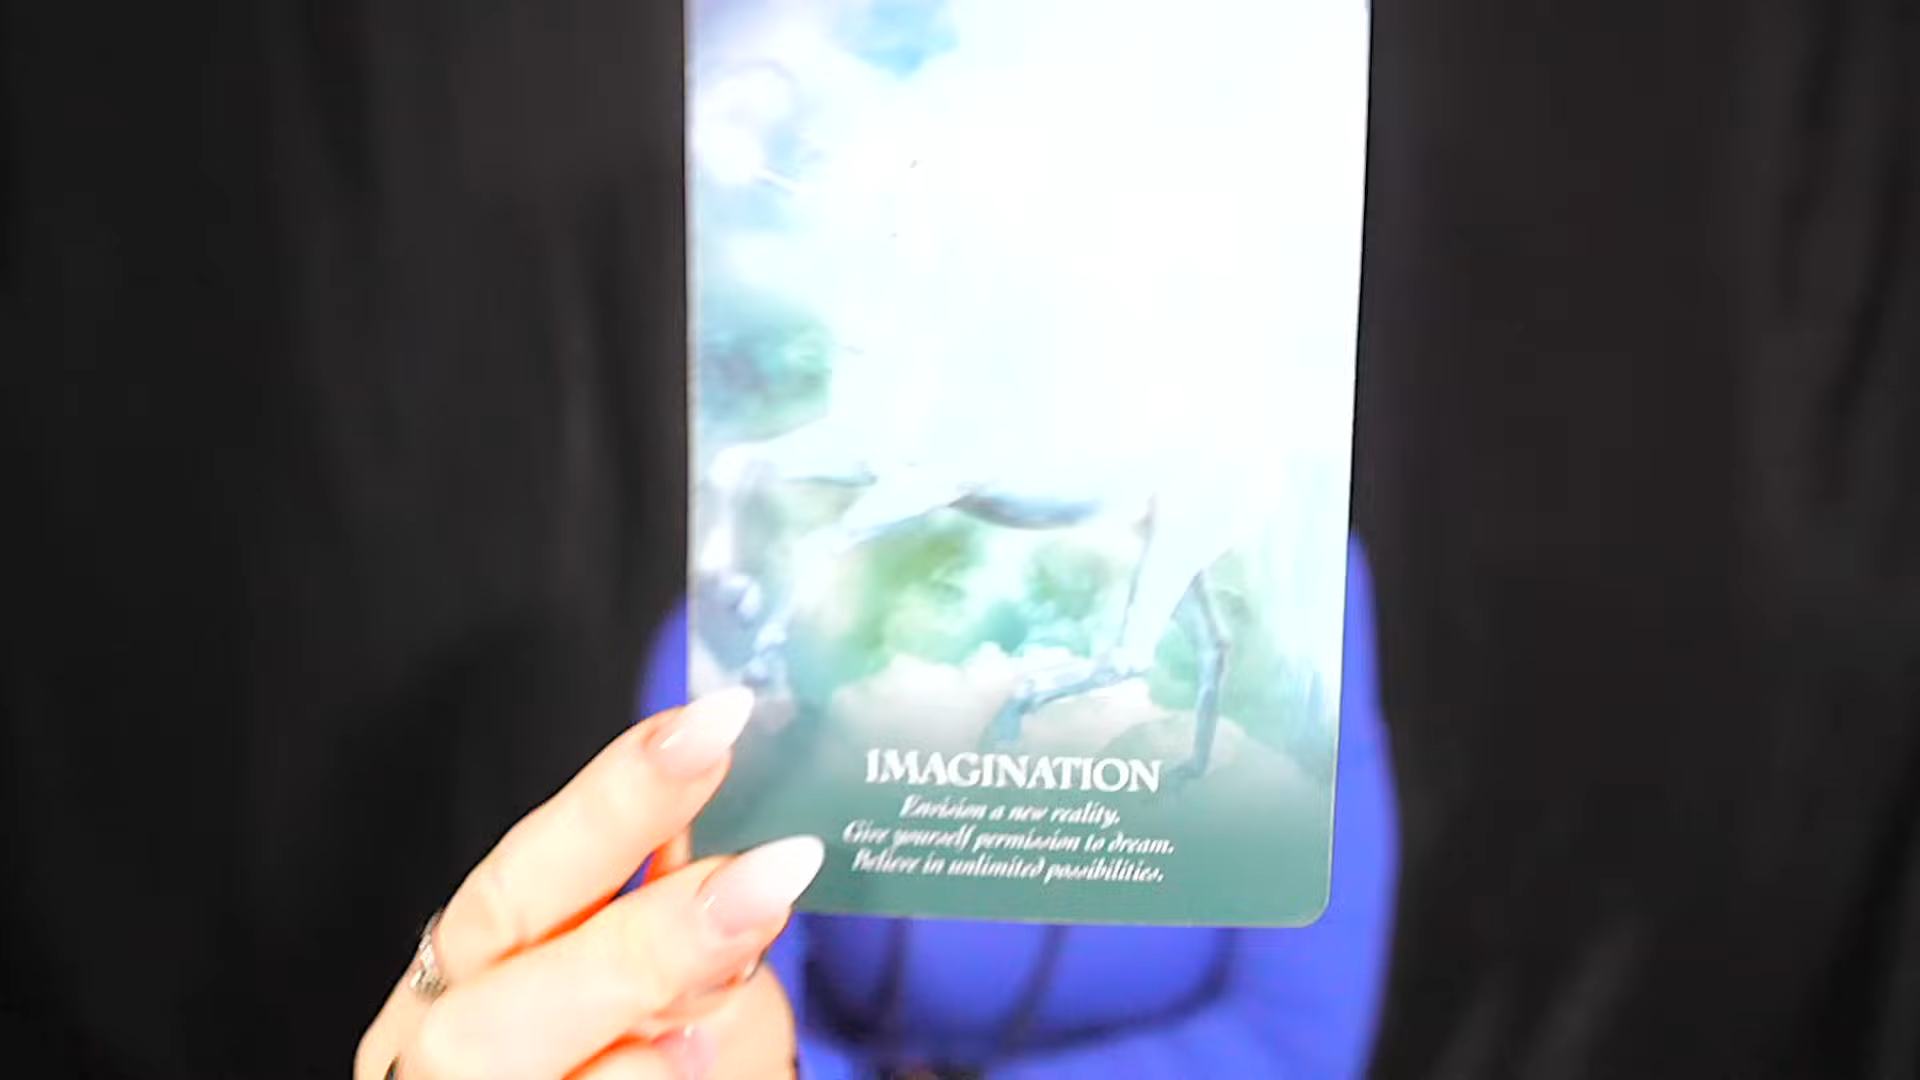 IMAGINATION
Envision a new reality.
Give yourself permission to dream.
Believe in unlimited possibilities.